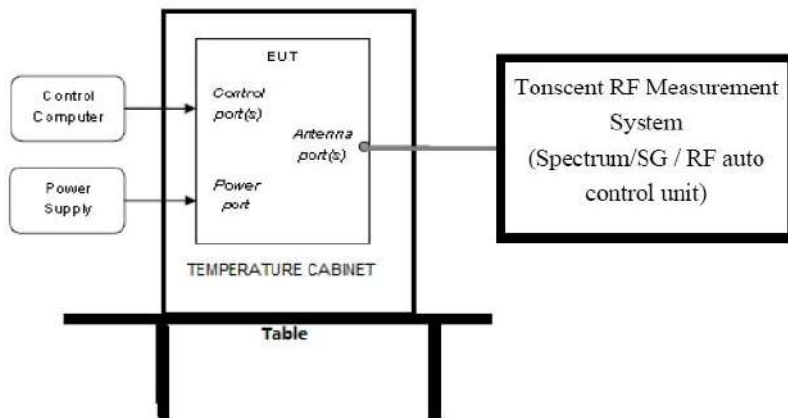 EUT
Control
Computer
Control
port(s)
Antenna
port(s)
Power
Supply
Power
port
TEMPERATURE CABINET
Table
Tonscent RF Measurement
System
(Spectrum/SG / RF auto
control unit)